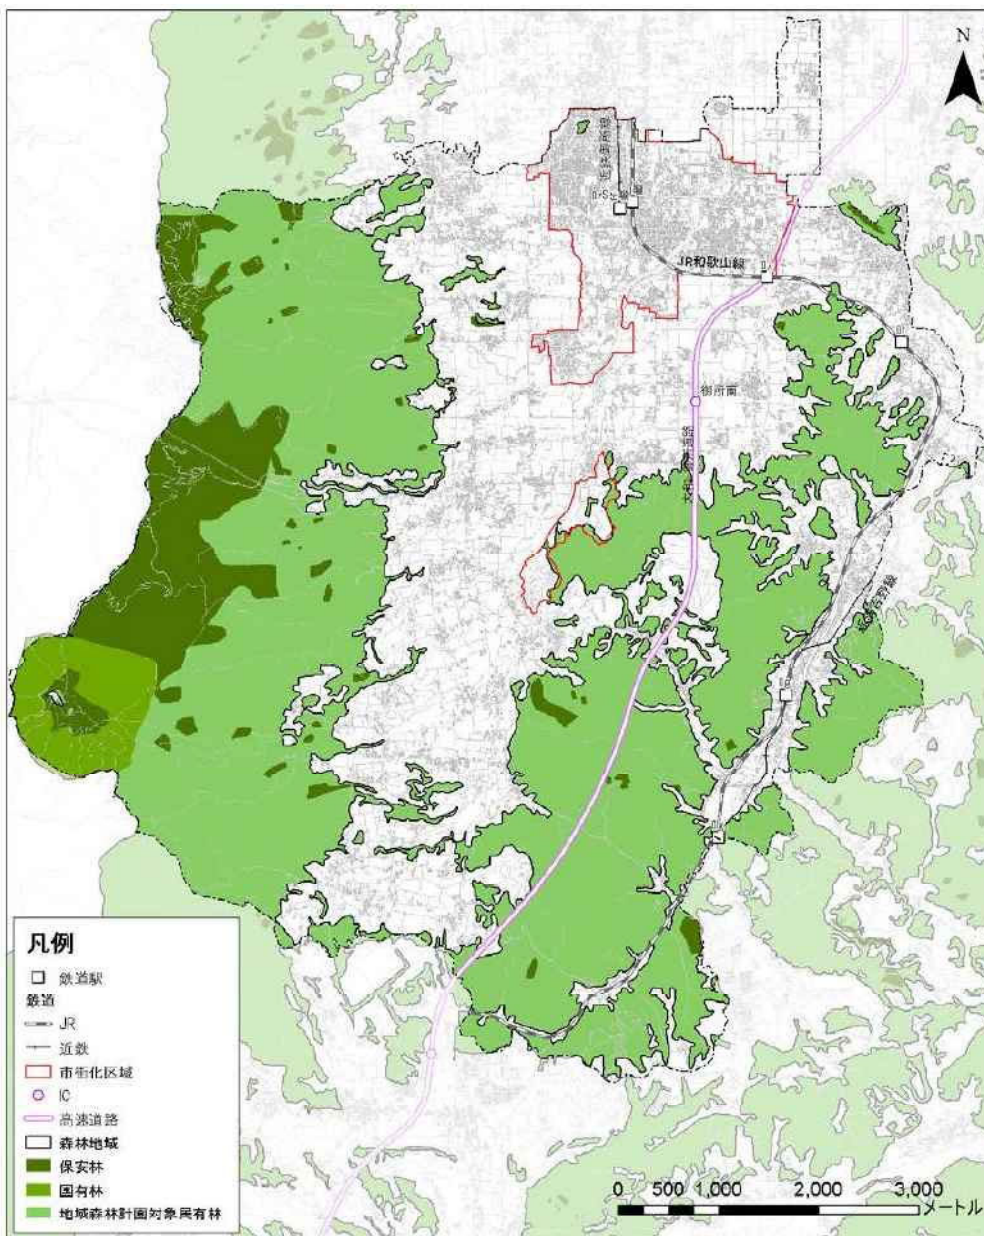 N
JR和歌山線
御所南
凡例
鉄道駅
鉄道
JR
近鉄
市街化区域
IC
高速道路
森林地域
保安林
国有林
地域森林計画対象民有林
0 500 1,000 2,000 3,000
メートル